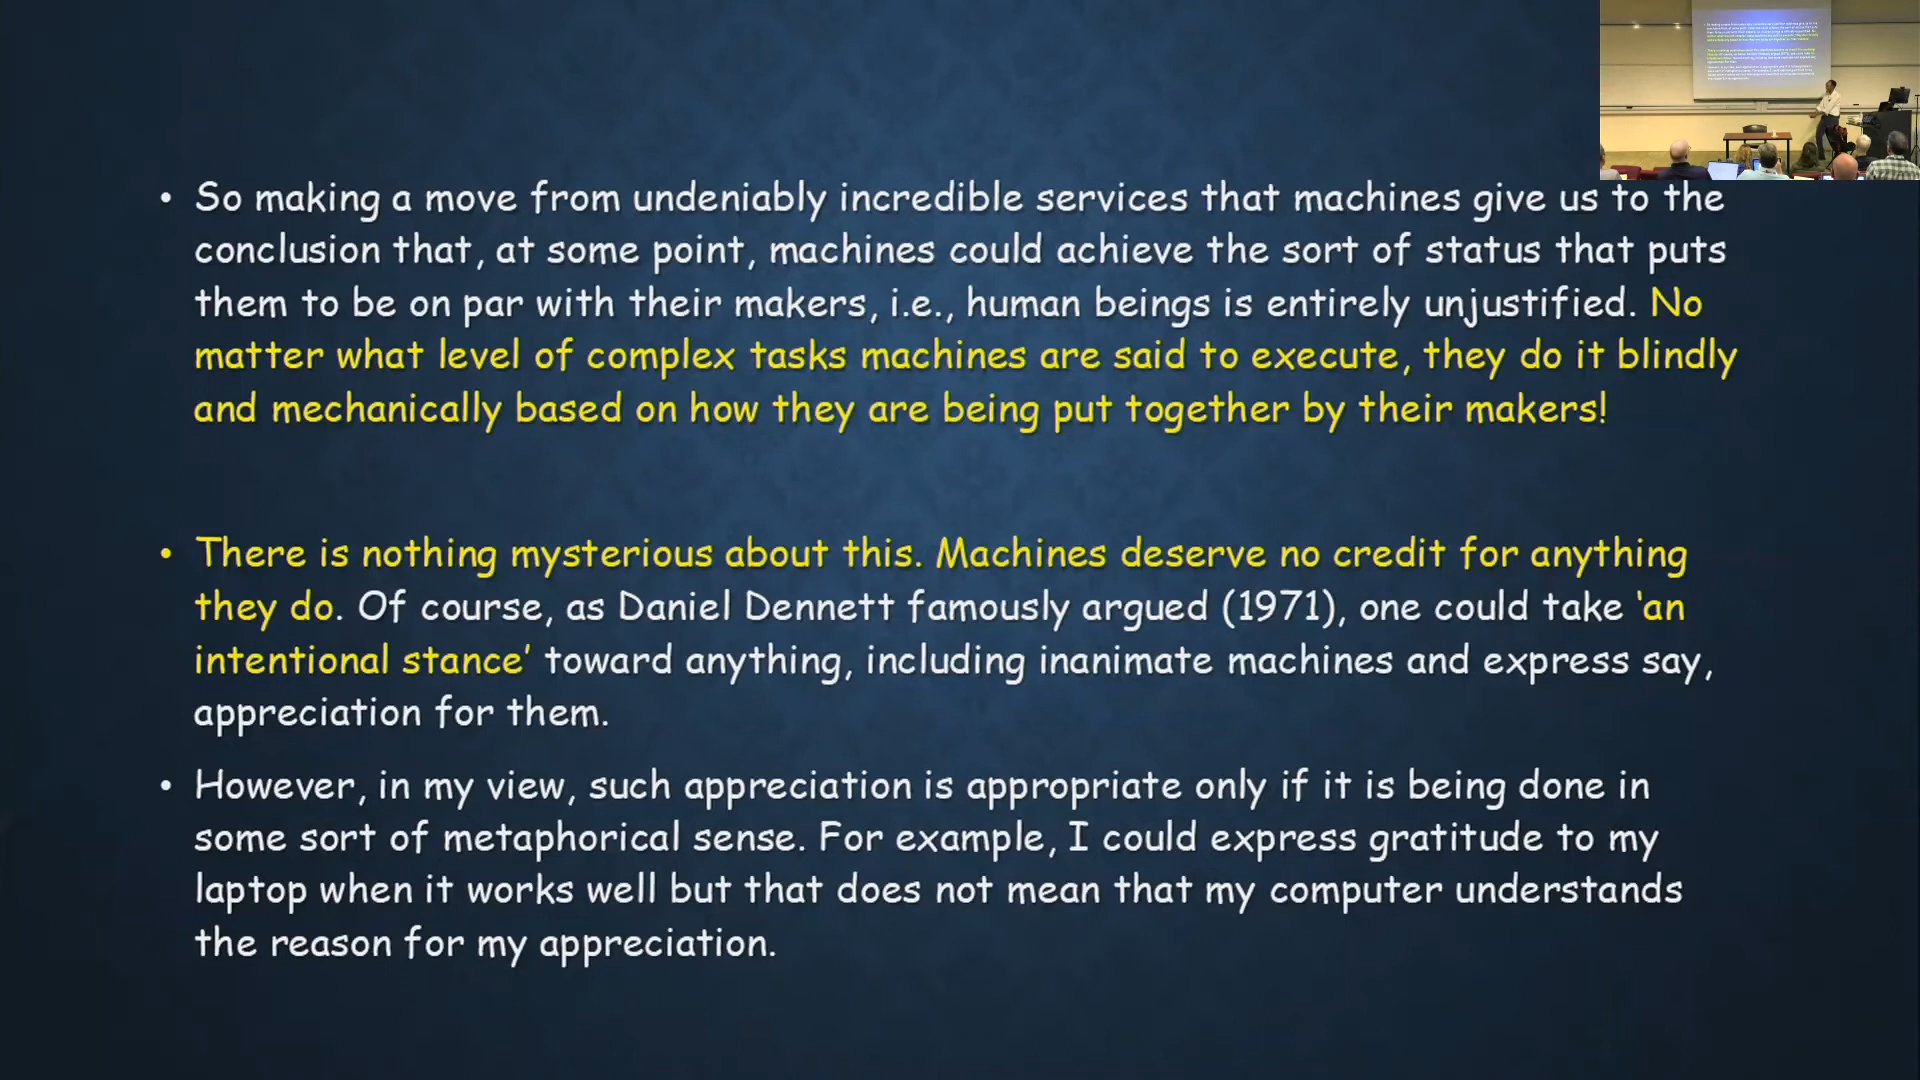 • So making a move from undeniably incredible services that machines give us to the
conclusion that, at some point, machines could achieve the sort of status that puts
them to be on par with their makers, i.e., human beings is entirely unjustified. No
matter what level of complex tasks machines are said to execute, they do it blindly
and mechanically based on how they are being put together by their makers!
• There is nothing mysterious about this. Machines deserve no credit for anything
they do. Of course, as Daniel Dennett famously argued (1971), one could take ‘an
intentional stance’ toward anything, including inanimate machines and express say,
appreciation for them.
• However, in my view, such appreciation is appropriate only if it is being done in
some sort of metaphorical sense. For example, I could express gratitude to my
laptop when it works well but that does not mean that my computer understands
the reason for my appreciation.